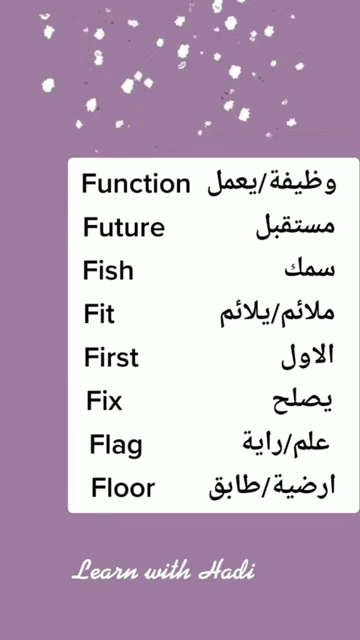 Function وظيفة/يعمل
Future مستقبل
Fish سمك
Fit ملائم/يلائم
First الاول
Fix يصلح
Flag علم/راية
Floor ارضية/طابق
Learn with Hadi